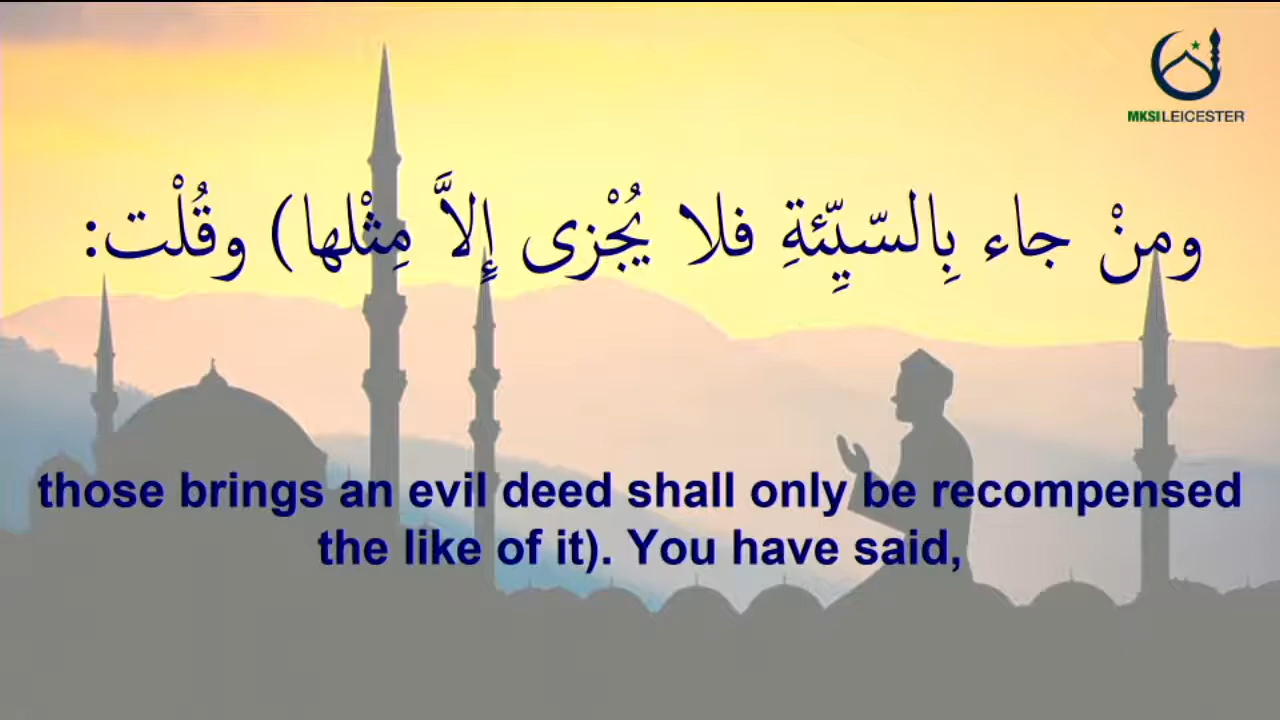 MKSI LEICESTER
ومنْ جاء بِالسّيِّئةِ فلا يُجْزى إِلاَّ مِثْلها) وقُلْت:
those brings an evil deed shall only be recompensed
the like of it). You have said,